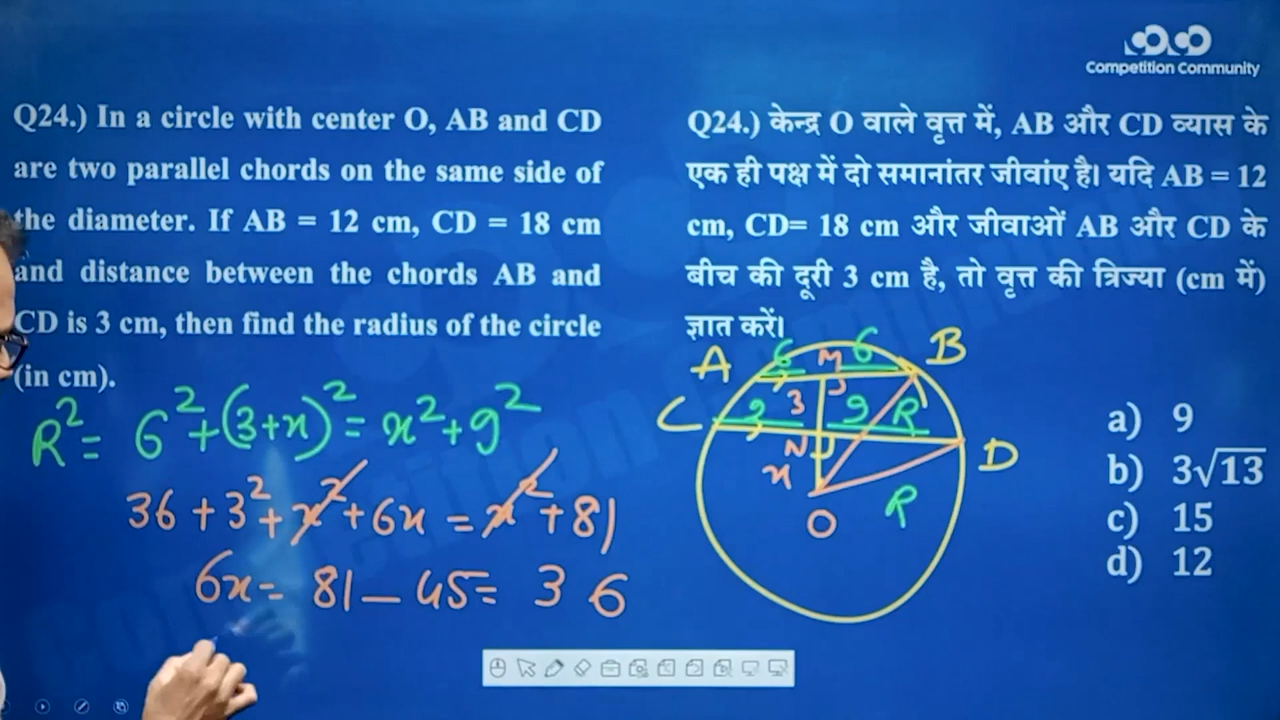 Competition Community
Q24.) In a circle with center O, AB and CD
are two parallel chords on the same side of
the diameter. If AB = 12 cm, CD = 18 cm
and distance between the chords AB and
CD is 3 cm, then find the radius of the circle
(in cm).
Q24.) केन्द्र O वाले वृत्त में, AB और CD व्यास के
एक ही पक्ष में दो समानांतर जीवाएं है। यदि AB = 12
cm, CD= 18 cm और जीवाओं AB और CD के
बीच की दूरी 3 cm है, तो वृत्त की त्रिज्या (cm में)
ज्ञात करें।
R² = 6² + (3+x)² = x² + 9²
36 + 3² + x² + 6x = x² + 81
6x = 81 – 45 = 36
A 6 M 6 B
C 9 3 9 R
N D
x R
O
a) 9
b) 3√13
c) 15
d) 12